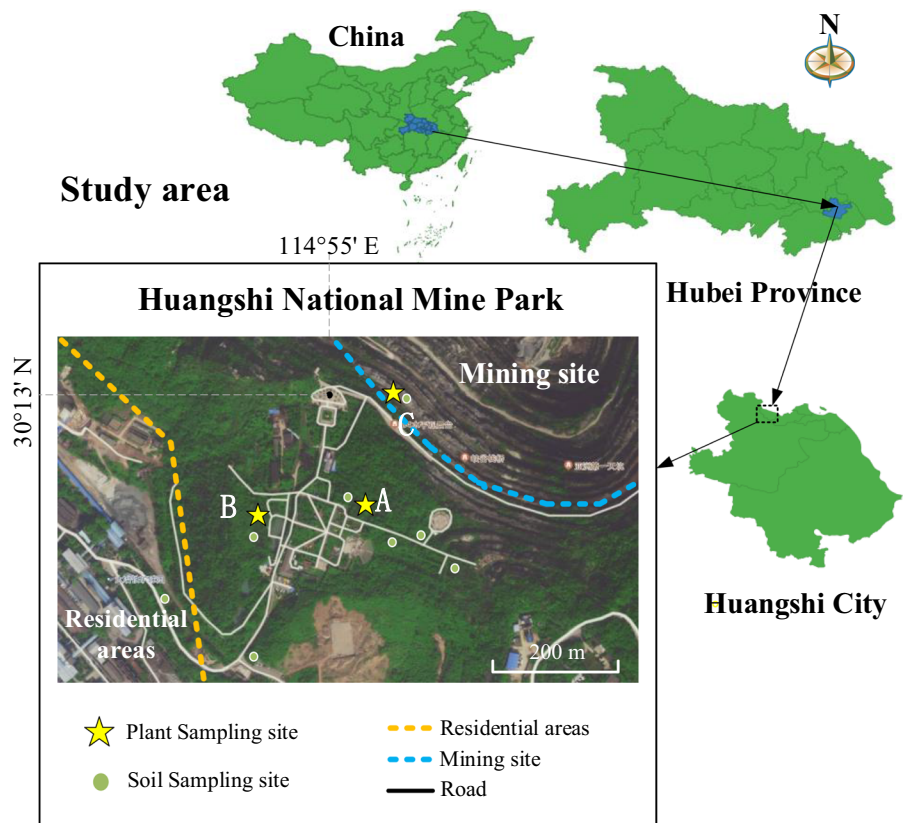 China
N
Study area
114°55' E
Hubei Province
Huangshi National Mine Park
30°13' N
Mining site
C
A
B
Residential
areas
200 m
Huangshi City
Plant Sampling site
Soil Sampling site
Residential areas
Mining site
Road